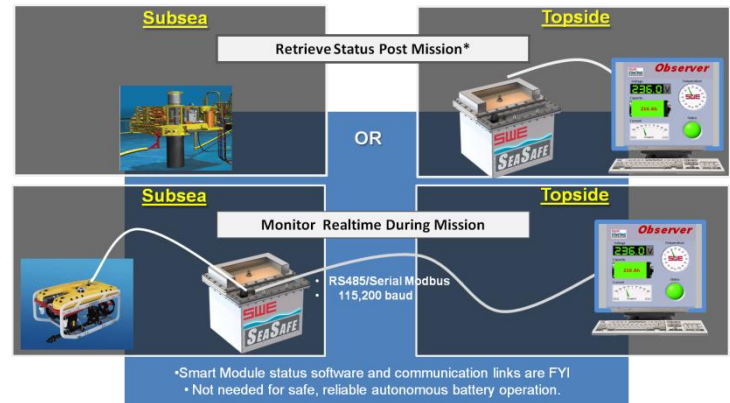 Subsea
Topside
Retrieve Status Post Mission*
Observer
236.0 V
SWE
SWE
SEASAFE
OR
Subsea
Topside
Monitor Realtime During Mission
Observer
236.0 V
SWE
• RS485/Serial Modbus
• 115,200 baud
SWE
SEASAFE
•Smart Module status software and communication links are FYI
• Not needed for safe, reliable autonomous battery operation.